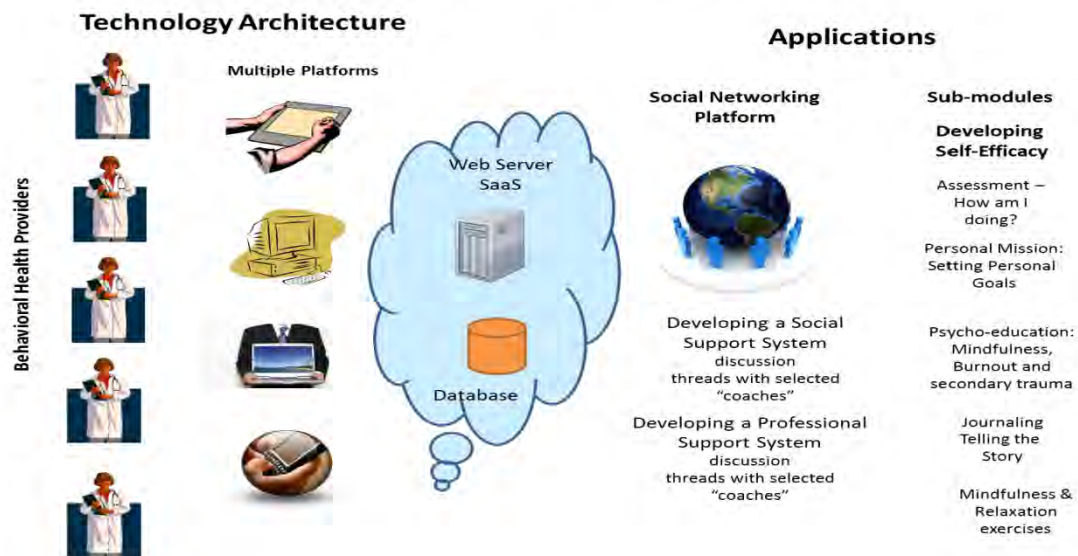 Technology Architecture
Behavioral Health Providers
Multiple Platforms
Web Server
SaaS
Database
Applications
Social Networking
Platform
Developing a Social
Support System
discussion
threads with selected
“coaches”
Developing a Professional
Support System
discussion
threads with selected
“coaches”
Sub-modules
Developing
Self-Efficacy
Assessment –
How am I
doing?
Personal Mission:
Setting Personal
Goals
Psycho-education:
Mindfulness,
Burnout and
secondary trauma
Journaling
Telling the
Story
Mindfulness &
Relaxation
exercises